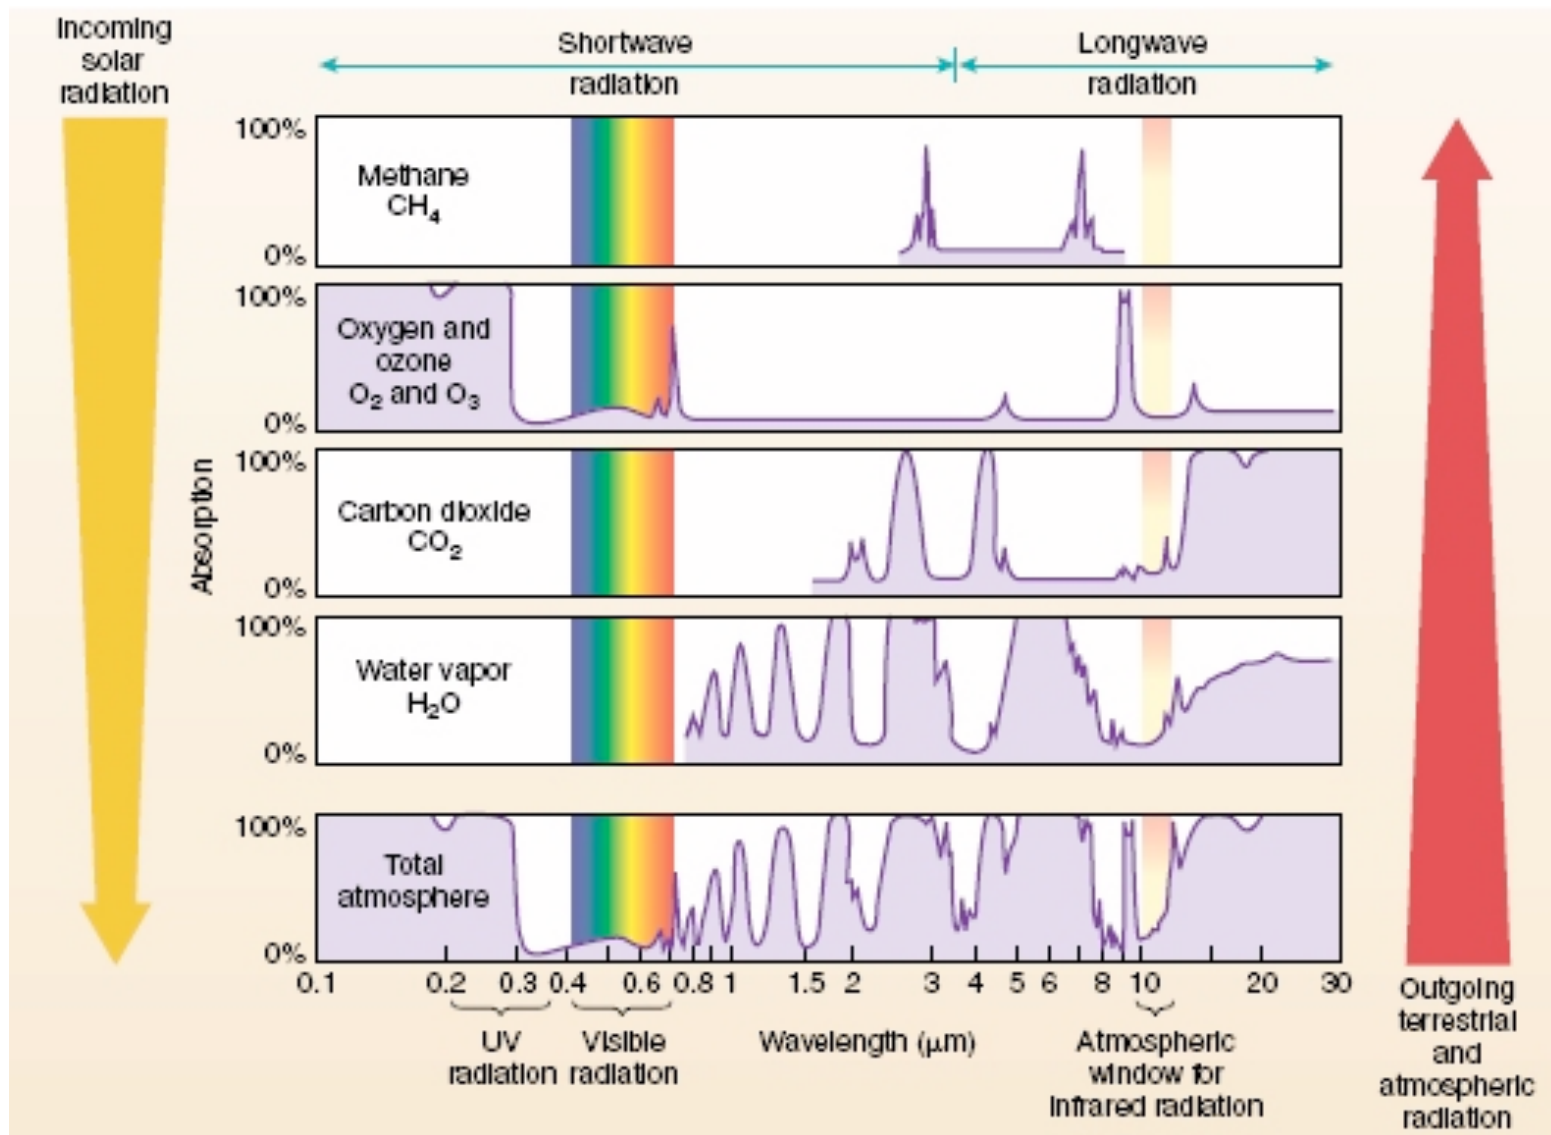 Incoming
solar
radiation
Shortwave
radiation
Longwave
radiation
100%
Methane
CH4
0%
100%
Oxygen and
ozone
O2 and O3
0%
Absorption
100%
Carbon dioxide
CO2
0%
100%
Water vapor
H2O
0%
100%
Total
atmosphere
0%
0.1 0.2 0.3 0.4 0.6 0.8 1 1.5 2 3 4 5 6 8 10 20 30
UV
radiation
Visible
radiation
Wavelength (μm)
Atmospheric
window for
infrared radiation
Outgoing
terrestrial
and
atmospheric
radiation